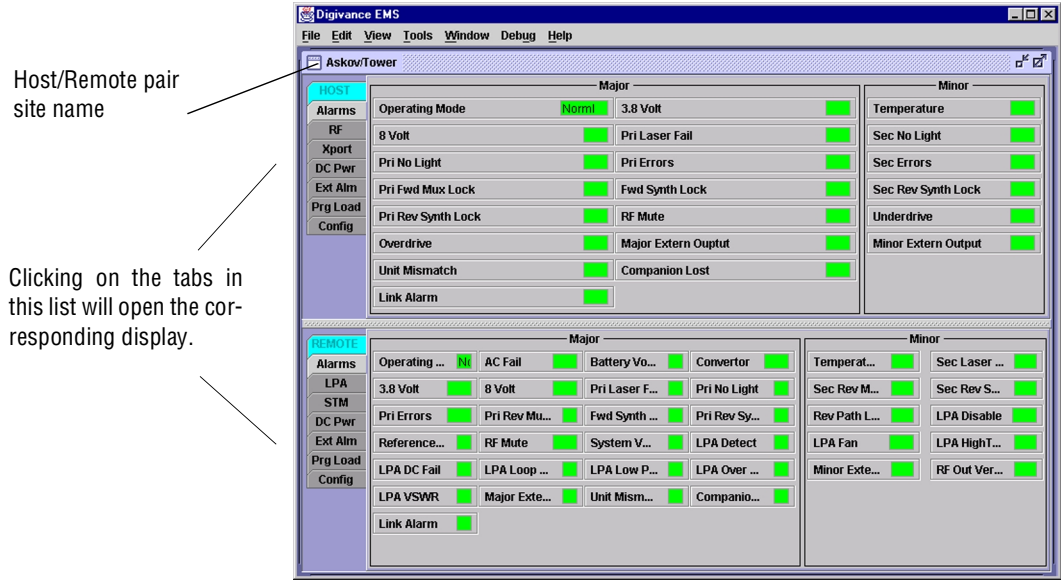 Digivance EMS
File Edit View Tools Window Debug Help
Askov/Tower
Host/Remote pair
site name
Clicking on the tabs in
this list will open the cor-
responding display.
HOST
Alarms
RF
Xport
DC Pwr
Ext Alm
Prg Load
Config
Major
Operating Mode Norml 3.8 Volt
8 Volt Pri Laser Fail
Pri No Light Pri Errors
Pri Fwd Mux Lock Fwd Synth Lock
Pri Rev Synth Lock RF Mute
Overdrive Major Extern Ouptut
Unit Mismatch Companion Lost
Link Alarm
Minor
Temperature
Sec No Light
Sec Errors
Sec Rev Synth Lock
Underdrive
Minor Extern Output
REMOTE
Alarms
LPA
STM
DC Pwr
Ext Alm
Prg Load
Config
Major
Operating ... No AC Fail Battery Vo... Convertor
3.8 Volt 8 Volt Pri Laser F... Pri No Light
Pri Errors Pri Rev Mu... Fwd Synth ... Pri Rev Sy...
Reference... RF Mute System V... LPA Detect
LPA DC Fail LPA Loop ... LPA Low P... LPA Over ...
LPA VSWR Major Exte... Unit Mism... Companio...
Link Alarm
Minor
Temperat... Sec Laser ...
Sec Rev M... Sec Rev S...
Rev Path L... LPA Disable
LPA Fan LPA HighT...
Minor Exte... RF Out Ver...